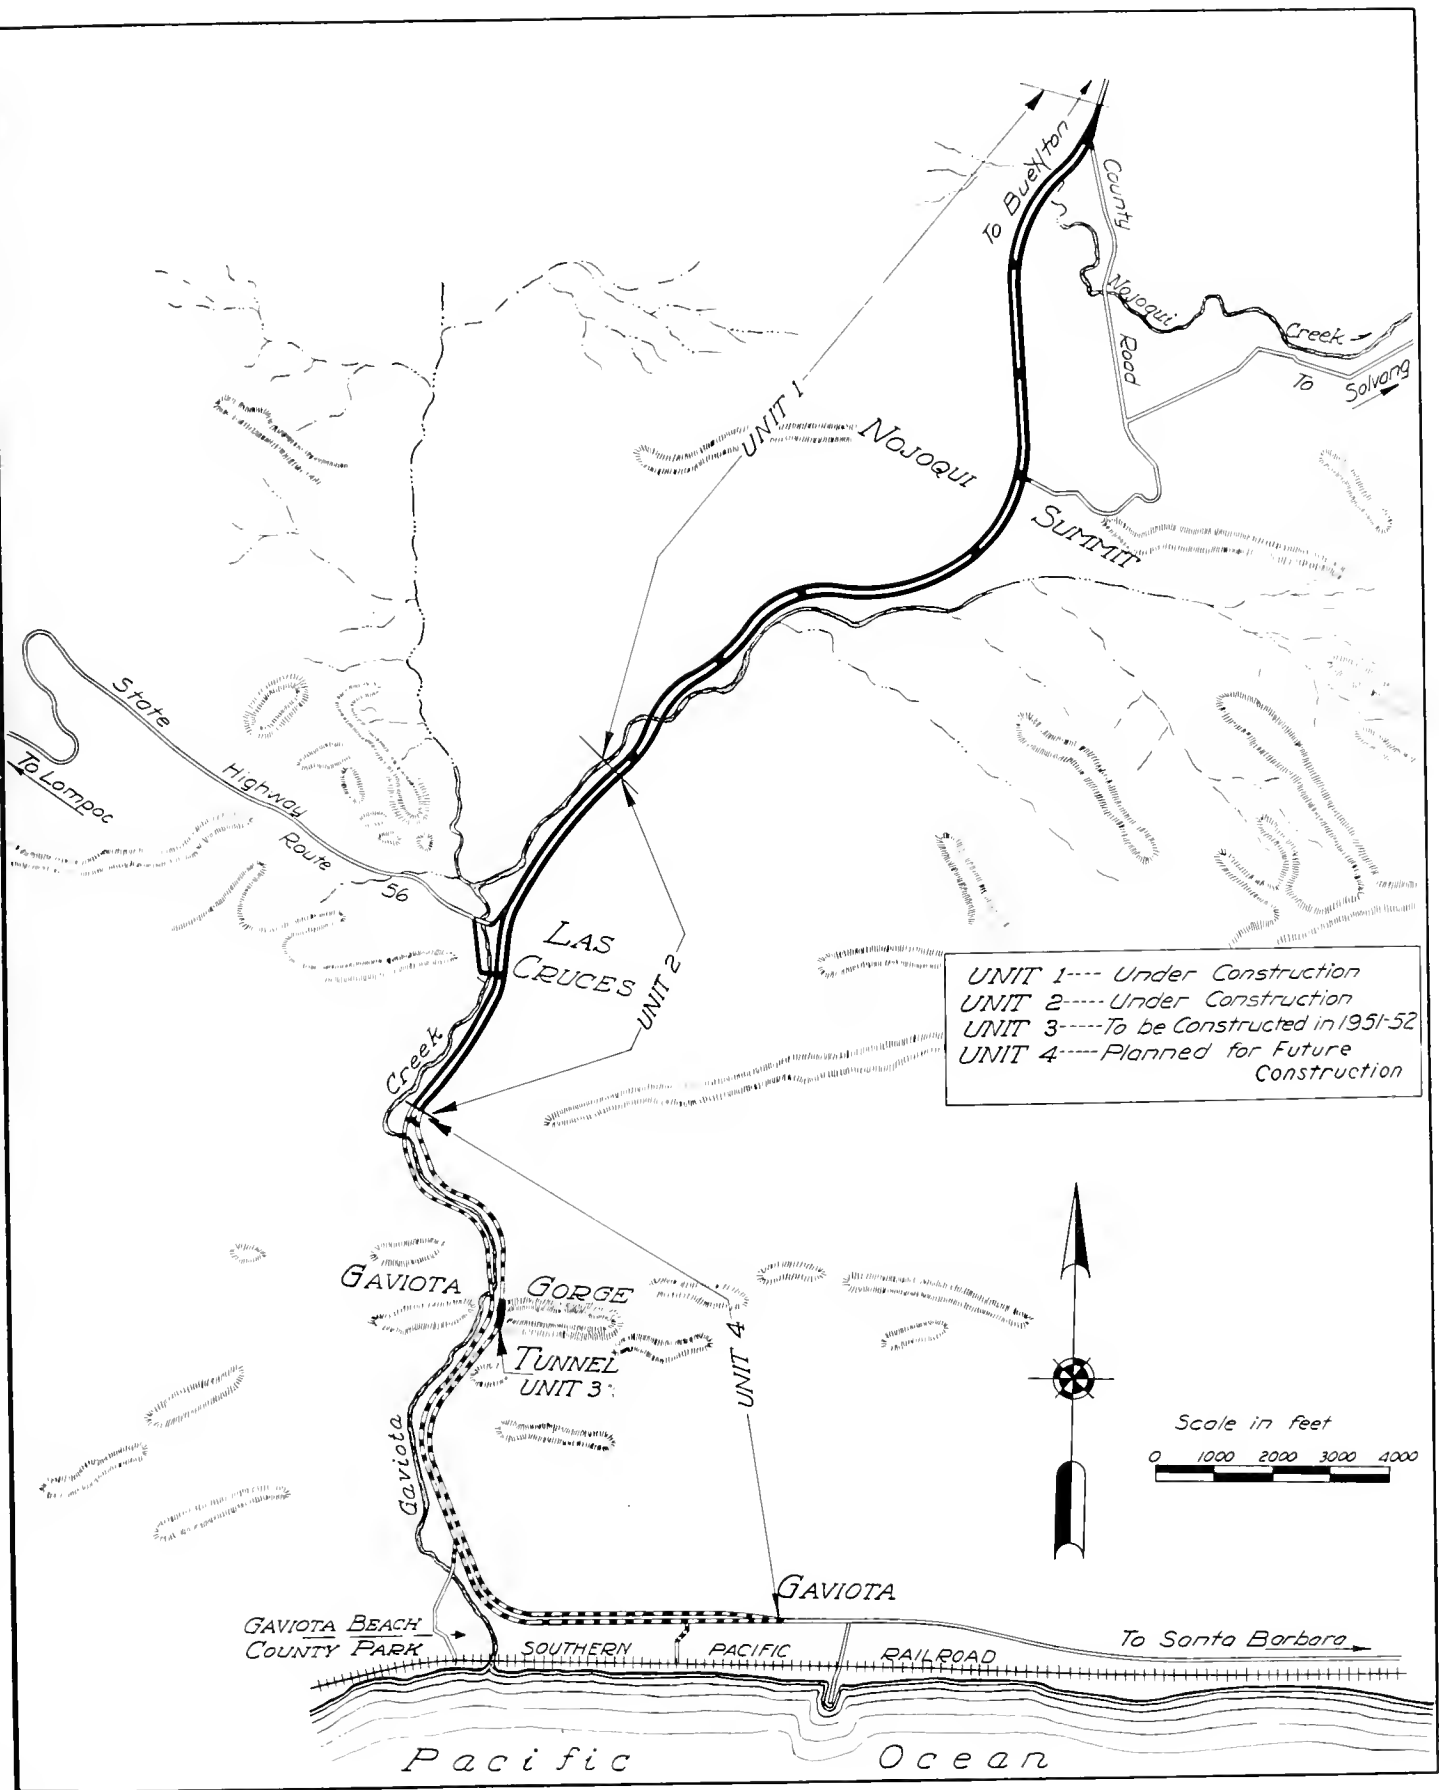 To Buellton
County
Road
Nojoqui
Creek
To
Solvang
UNIT 1
NOJOQUI
SUMMIT
State
Highway
Route
56
To Lompoc
LAS
CRUCES
UNIT 2
Creek
UNIT 1---- Under Construction
UNIT 2----- Under Construction
UNIT 3-----To be Constructed in 1951-52
UNIT 4-----Planned for Future
Construction
GAVIOTA
GORGE
TUNNEL
UNIT 3
UNIT 4
Gaviota
Scale in feet
0 1000 2000 3000 4000
GAVIOTA
GAVIOTA BEACH
COUNTY PARK
SOUTHERN PACIFIC RAILROAD
To Santa Barbara
Pacific Ocean